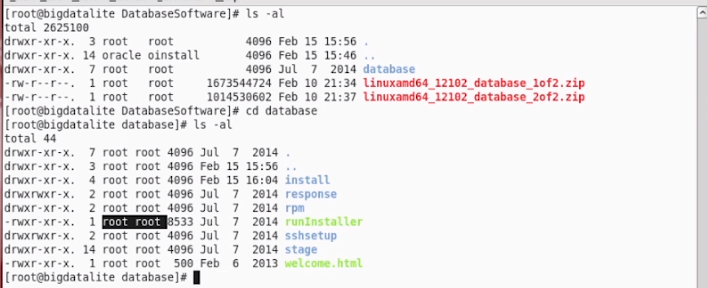 [root@bigdatalite DatabaseSoftware]# ls -al
total 2625100
drwxr-xr-x.  3 root   root           4096 Feb 15 15:56 .
drwxr-xr-x. 14 oracle oinstall       4096 Feb 15 15:46 ..
drwxr-xr-x.  7 root   root           4096 Jul  7  2014 database
-rw-r--r--.  1 root   root     1673544724 Feb 10 21:34 linuxamd64_12102_database_1of2.zip
-rw-r--r--.  1 root   root     1014530602 Feb 10 21:37 linuxamd64_12102_database_2of2.zip
[root@bigdatalite DatabaseSoftware]# cd database
[root@bigdatalite database]# ls -al
total 44
drwxr-xr-x.  7 root root 4096 Jul  7  2014 .
drwxr-xr-x.  3 root root 4096 Feb 15 15:56 ..
drwxr-xr-x.  4 root root 4096 Feb 15 16:04 install
drwxrwxr-x.  2 root root 4096 Jul  7  2014 response
drwxr-xr-x.  2 root root 4096 Jul  7  2014 rpm
-rwxr-xr-x.  1 root root 8533 Jul  7  2014 runInstaller
drwxrwxr-x.  2 root root 4096 Jul  7  2014 sshsetup
drwxr-xr-x. 14 root root 4096 Jul  7  2014 stage
-rwxr-xr-x.  1 root root  500 Feb  6  2013 welcome.html
[root@bigdatalite database]#